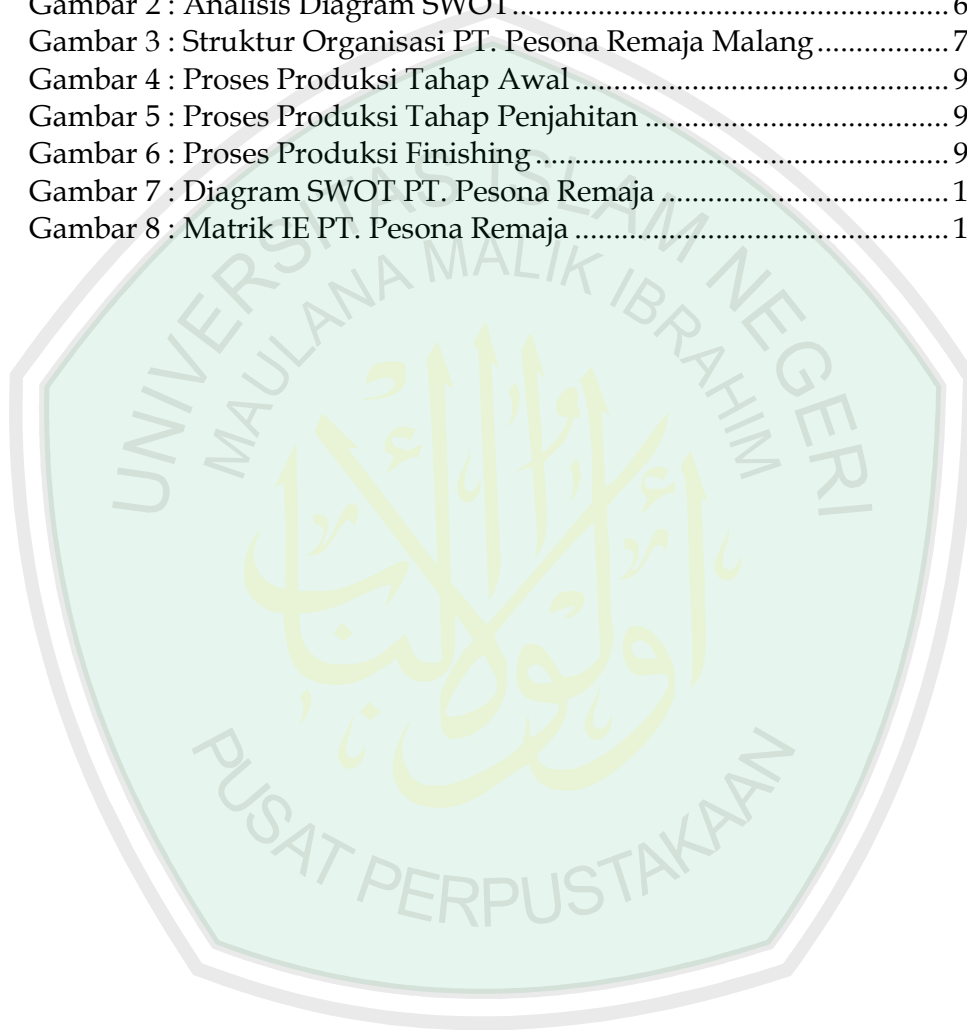 Gambar 2 : Analisis Diagram SWOT........................................................ 6
Gambar 3 : Struktur Organisasi PT. Pesona Remaja Malang ................ 7
Gambar 4 : Proses Produksi Tahap Awal ................................................ 9
Gambar 5 : Proses Produksi Tahap Penjahitan ....................................... 9
Gambar 6 : Proses Produksi Finishing ..................................................... 9
Gambar 7 : Diagram SWOT PT. Pesona Remaja ..................................... 1
Gambar 8 : Matrik IE PT. Pesona Remaja ................................................ 1
UNIVERSITAS ISLAM NEGERI
MAULANA MALIK IBRAHIM
أولوا الألباب
PUSAT PERPUSTAKAAN